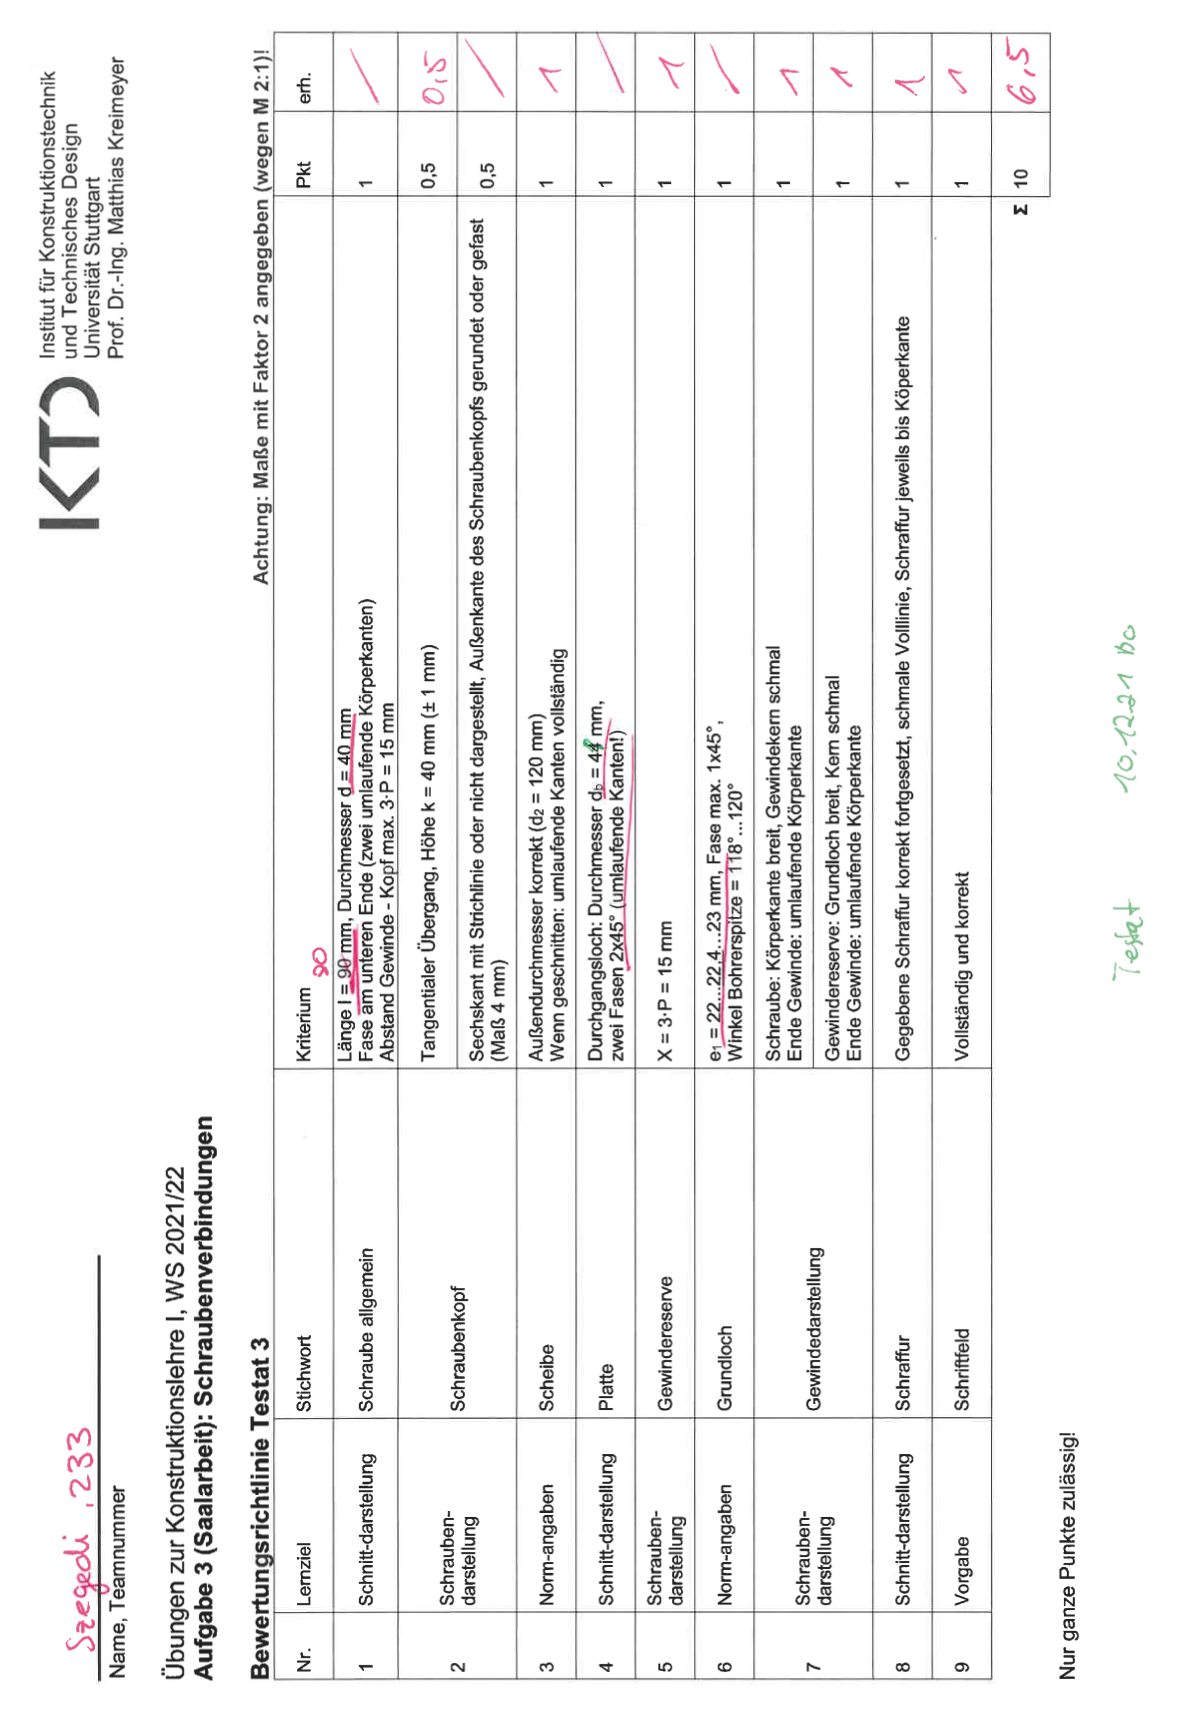 Szegedi , 233
Name, Teamnummer
KTD
Institut für Konstruktionstechnik
und Technisches Design
Universität Stuttgart
Prof. Dr.-Ing. Matthias Kreimeyer
Übungen zur Konstruktionslehre I, WS 2021/22
Aufgabe 3 (Saalarbeit): Schraubenverbindungen
Bewertungsrichtlinie Testat 3
Achtung: Maße mit Faktor 2 angegeben (wegen M 2:1)!
Nr. Lernziel Stichwort Kriterium Pkt erh.
90
1 Schnitt-darstellung Schraube allgemein Länge l = 90 mm, Durchmesser d = 40 mm 1 /
Fase am unteren Ende (zwei umlaufende Körperkanten)
Abstand Gewinde - Kopf max. 3·P = 15 mm
2 Schrauben-darstellung Schraubenkopf Tangentialer Übergang, Höhe k = 40 mm (± 1 mm) 0,5 0,5
Sechskant mit Strichlinie oder nicht dargestellt, Außenkante des Schraubenkopfs gerundet oder gefast 0,5 /
(Maß 4 mm)
3 Norm-angaben Scheibe Außendurchmesser korrekt (d₂ = 120 mm) 1 1
Wenn geschnitten: umlaufende Kanten vollständig
4 Schnitt-darstellung Platte Durchgangsloch: Durchmesser d_b = 44 mm, 1 /
zwei Fasen 2x45° (umlaufende Kanten!)
5 Schrauben-darstellung Gewindereserve X = 3·P = 15 mm 1 1
6 Norm-angaben Grundloch e₁ = 22...22,4...23 mm, Fase max. 1x45°, 1 /
Winkel Bohrerspitze = 118°...120°
7 Schrauben-darstellung Gewindedarstellung Schraube: Körperkante breit, Gewindekern schmal 1 1
Ende Gewinde: umlaufende Körperkante
Gewindereserve: Grundloch breit, Kern schmal 1 1
Ende Gewinde: umlaufende Körperkante
8 Schnitt-darstellung Schraffur Gegebene Schraffur korrekt fortgesetzt, schmale Volllinie, Schraffur jeweils bis Köperkante 1 1
9 Vorgabe Schriftfeld Vollständig und korrekt 1 1
Σ 10 6,5
Nur ganze Punkte zulässig!
Testat 10.12.21 Bo